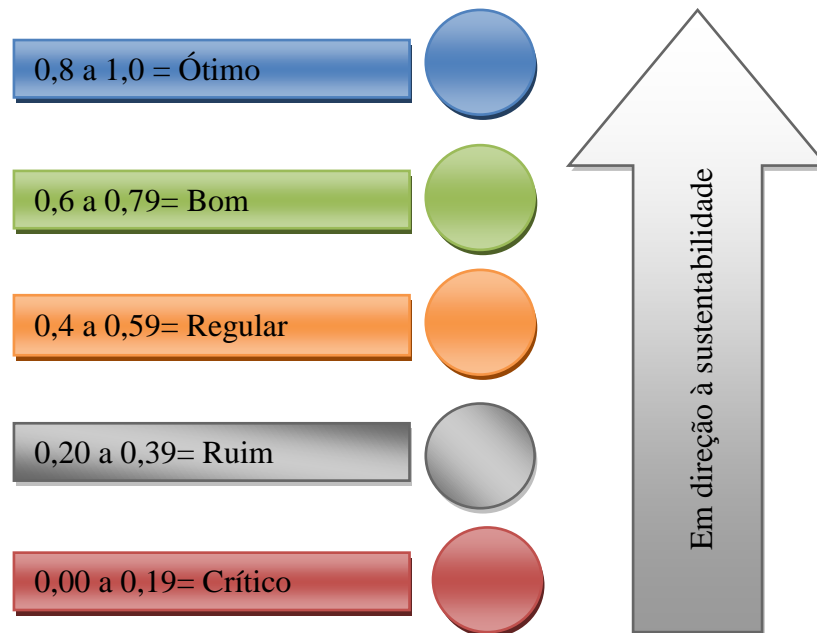 0,8 a 1,0 = Ótimo
0,6 a 0,79= Bom
0,4 a 0,59= Regular
0,20 a 0,39= Ruim
0,00 a 0,19= Crítico
Em direção à sustentabilidade